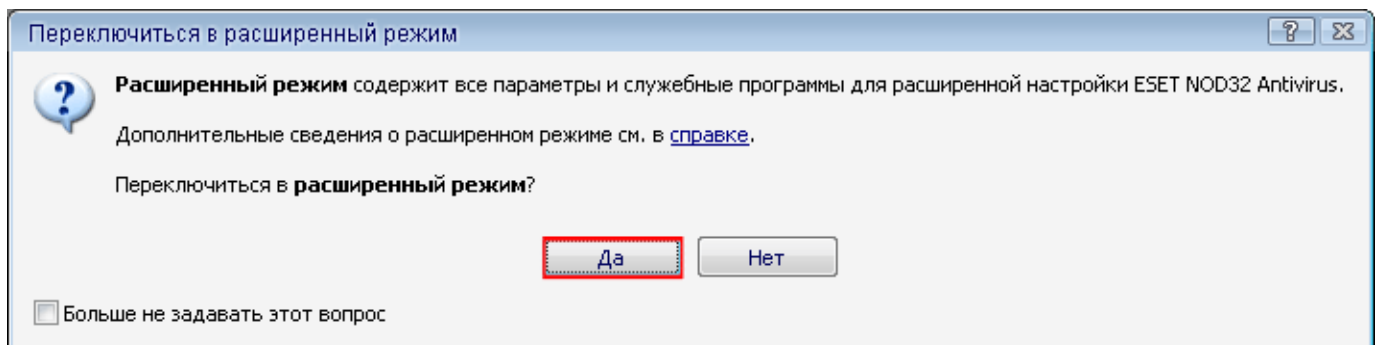 Переключиться в расширенный режим
Расширенный режим содержит все параметры и служебные программы для расширенной настройки ESET NOD32 Antivirus.
Дополнительные сведения о расширенном режиме см. в справке.
Переключиться в расширенный режим?
Да Нет
Больше не задавать этот вопрос